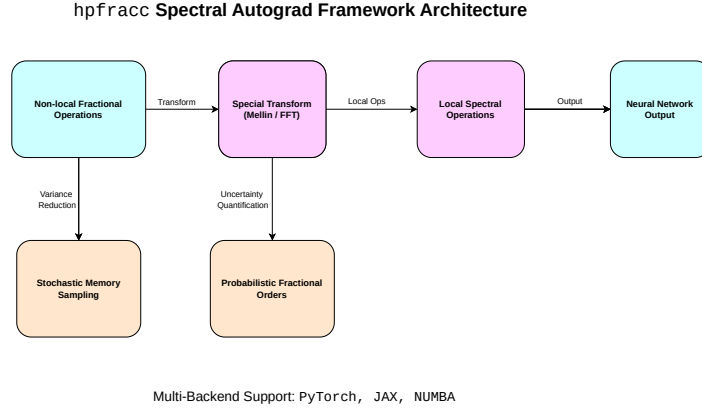 hpfracc Spectral Autograd Framework Architecture
Non-local Fractional
Operations
Transform
Special Transform
(Mellin / FFT)
Local Ops
Local Spectral
Operations
Output
Neural Network
Output
Variance
Reduction
Uncertainty
Quantification
Stochastic Memory
Sampling
Probabilistic Fractional
Orders
Multi-Backend Support: PyTorch, JAX, NUMBA